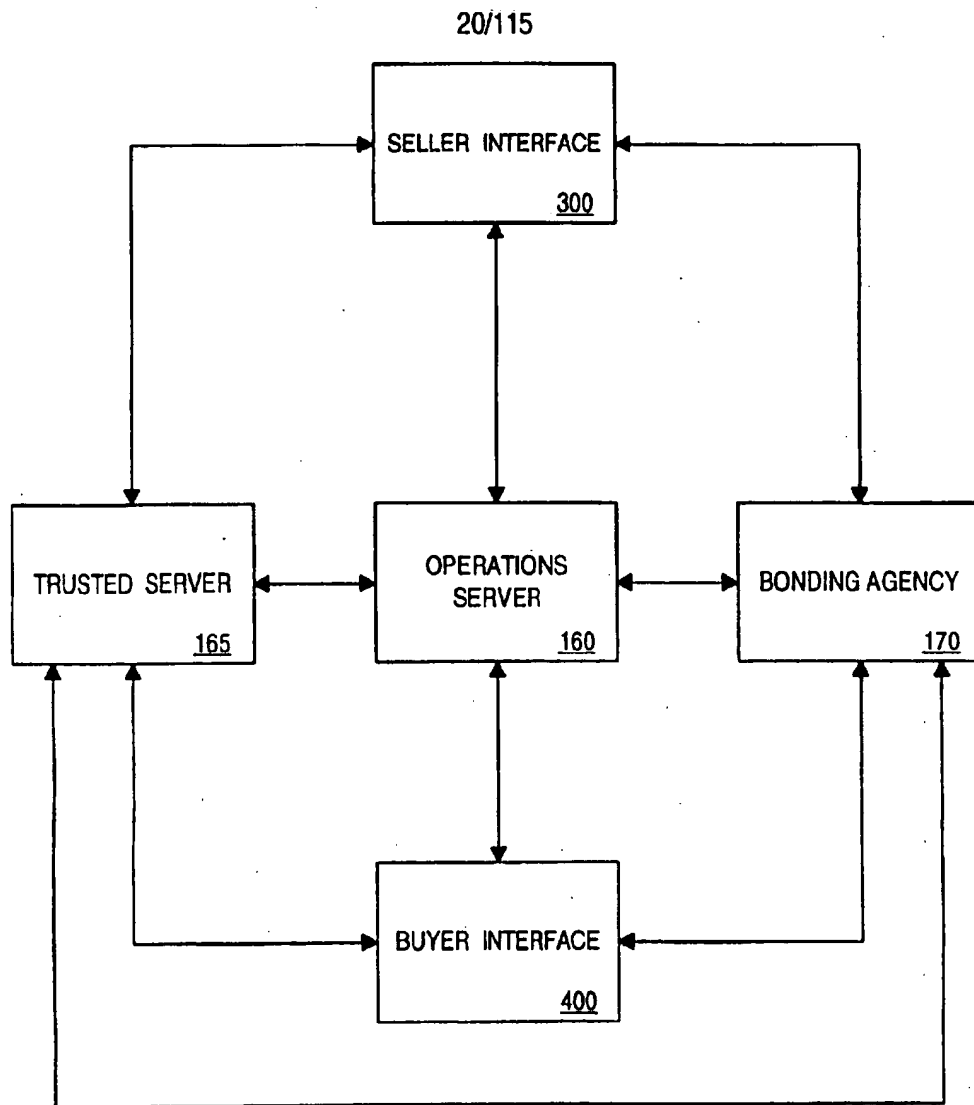 20/115
SELLER INTERFACE
300
TRUSTED SERVER
165
OPERATIONS
SERVER
160
BONDING AGENCY
170
BUYER INTERFACE
400